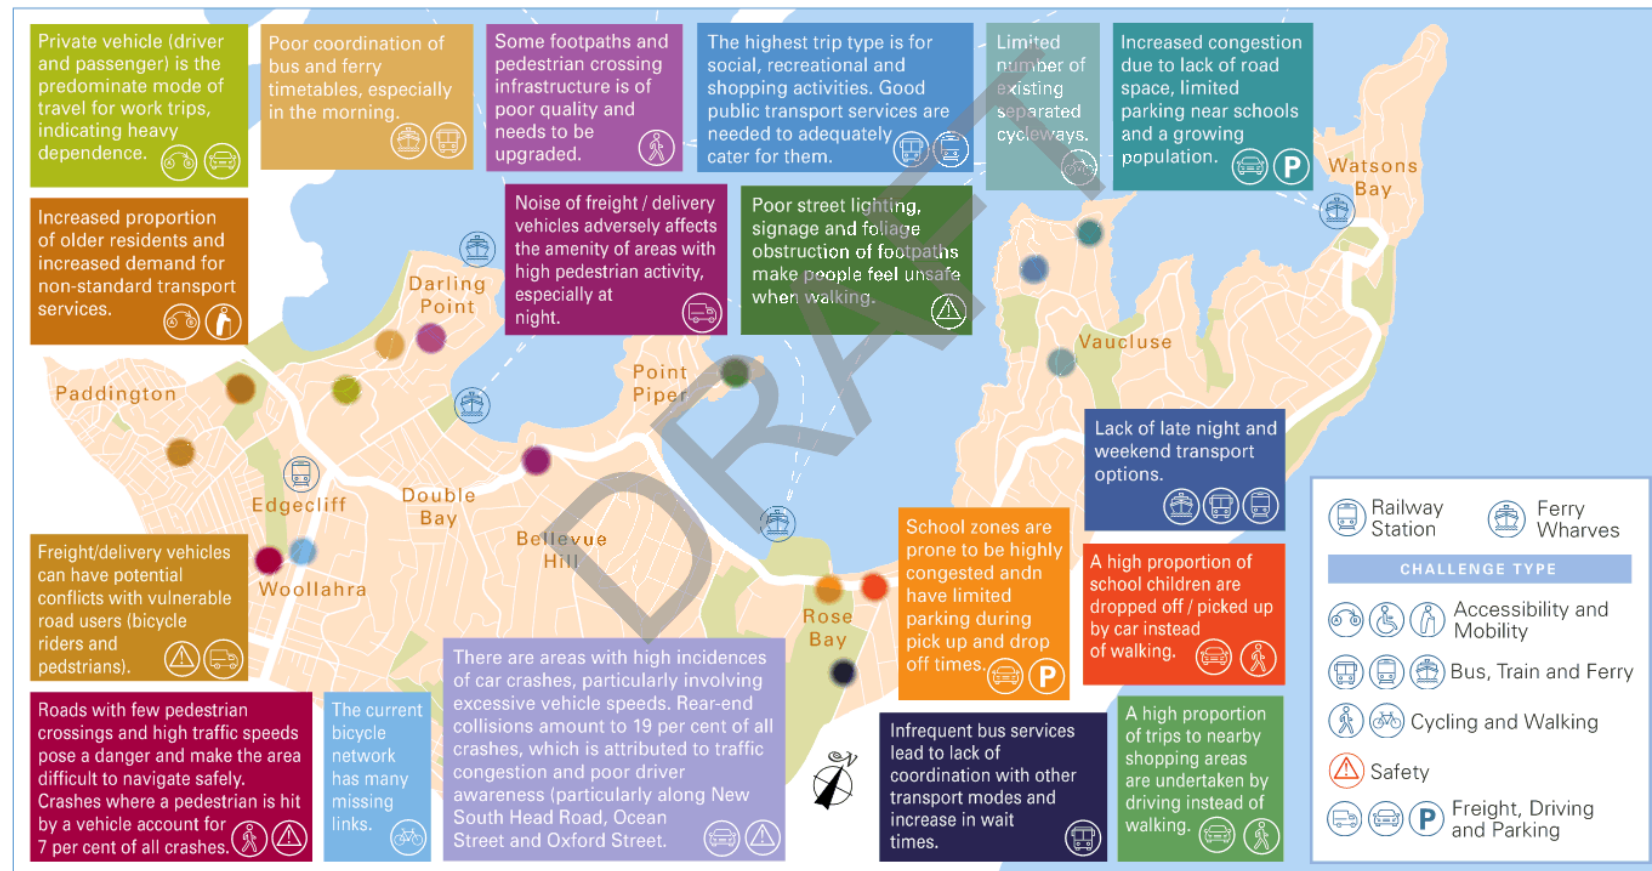 Private vehicle (driver
and passenger) is the
predominate mode of
travel for work trips,
indicating heavy
dependence.
Poor coordination of
bus and ferry
timetables, especially
in the morning.
Some footpaths and
pedestrian crossing
infrastructure is of
poor quality and
needs to be
upgraded.
The highest trip type is for
social, recreational and
shopping activities. Good
public transport services are
needed to adequately
cater for them.
Limited
number of
existing
separated
cycleways.
Increased congestion
due to lack of road
space, limited
parking near schools
and a growing
population.
P
Watsons
Bay
Increased proportion
of older residents and
increased demand for
non-standard transport
services.
Noise of freight / delivery
vehicles adversely affects
the amenity of areas with
high pedestrian activity,
especially at
night.
Poor street lighting,
signage and foliage
obstruction of footpaths
make people feel unsafe
when walking.
Darling
Point
Vaucluse
Point
Piper
Paddington
DRAFT
Lack of late night and
weekend transport
options.
Edgecliff
Double
Bay
Bellevue
Hill
Woollahra
Rose
Bay
Freight/delivery vehicles
can have potential
conflicts with vulnerable
road users (bicycle
riders and
pedstrians).
School zones are
prone to be highly
congested andn
have limited
parking during
pick up and drop
off times.
P
A high proportion of
school children are
dropped off / picked up
by car instead
of walking.
Roads with few pedestrian
crossings and high traffic speeds
pose a danger and make the area
difficult to navigate safely.
Crashes where a pedestrian is hit
by a vehicle account for
7 per cent of all crashes.
The current
bicycle
network
has many
missing
links.
There are areas with high incidences
of car crashes, particularly involving
excessive vehicle speeds. Rear-end
collisions amount to 19 per cent of all
crashes, which is attributed to traffic
congestion and poor driver
awareness (particularly along New
South Head Road, Ocean
Street and Oxford Street.
N
Infrequent bus services
lead to lack of
coordination with other
transport modes and
increase in wait
times.
A high proportion
of trips to nearby
shopping areas
are undertaken by
driving instead of
walking.
Railway
Station
Ferry
Wharves
CHALLENGE TYPE
Accessibility and
Mobility
Bus, Train and Ferry
Cycling and Walking
Safety
P
Freight, Driving
and Parking